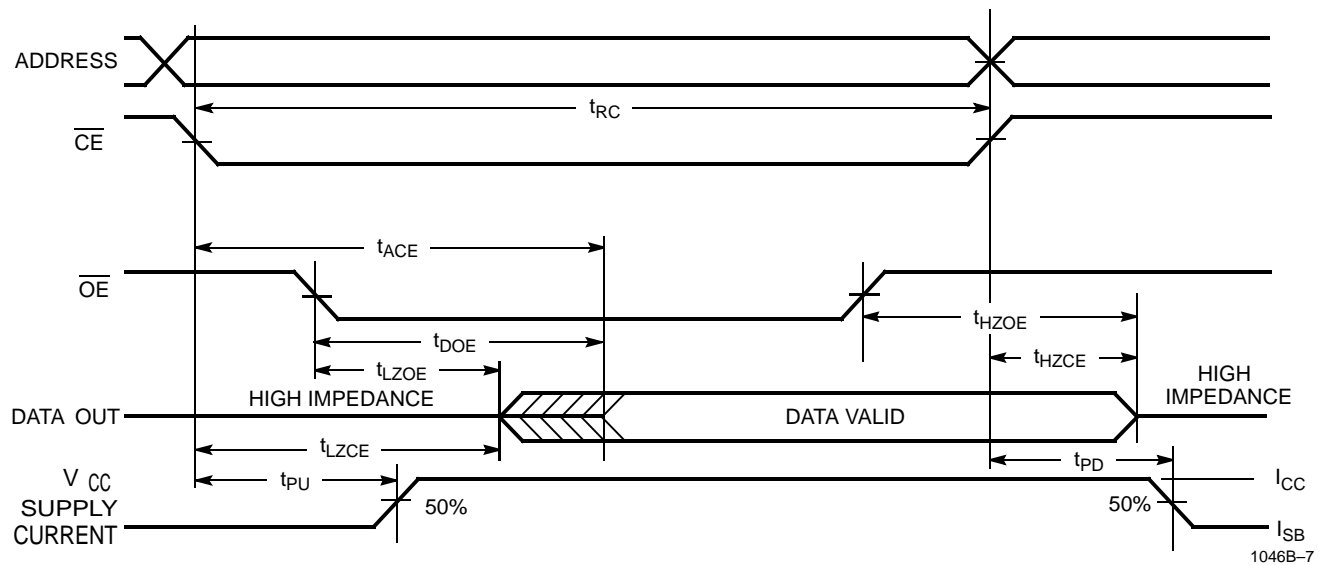 ADDRESS
tRC
CE
tACE
OE
tHZOE
tDOE
tHZCE
tLZOE
HIGH IMPEDANCE
HIGH
IMPEDANCE
DATA OUT
DATA VALID
tLZCE
tPD
VCC
SUPPLY
CURRENT
tPU
50%
50%
ICC
ISB
1046B–7